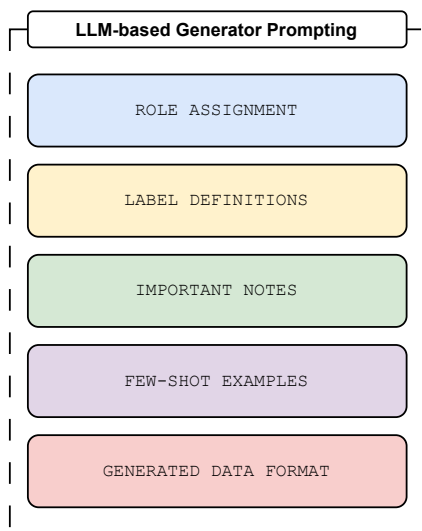 LLM-based Generator Prompting
ROLE ASSIGNMENT
LABEL DEFINITIONS
IMPORTANT NOTES
FEW-SHOT EXAMPLES
GENERATED DATA FORMAT